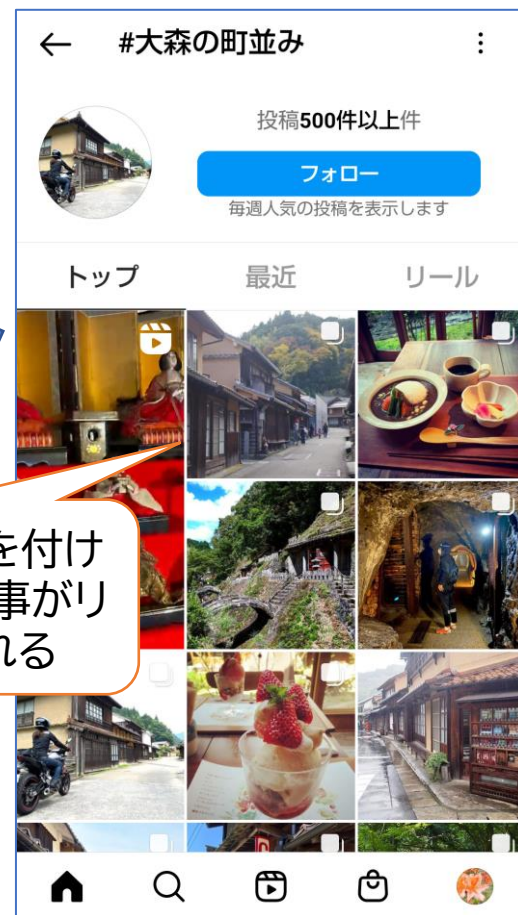 #大森の町並み
投稿500件以上件
フォロー
毎週人気の投稿を表示します
トップ 最近 リール
を付け
事がリ
れる